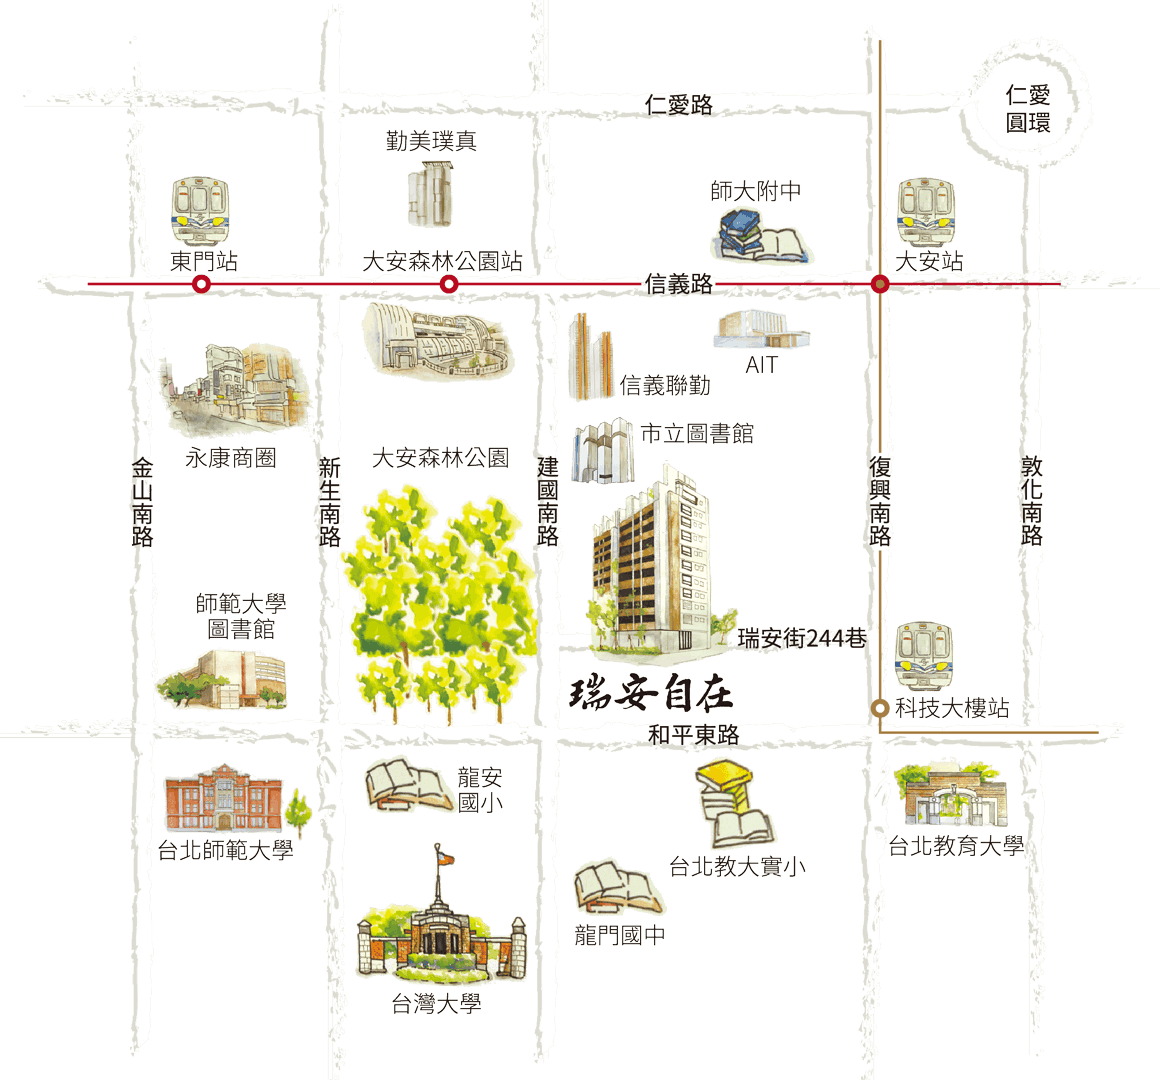 仁愛路
仁愛
圓環
勤美璞真
師大附中
東門站
大安森林公園站
大安站
信義路
AIT
信義聯勤
市立圖書館
永康商圈
大安森林公園
金山南路
新生南路
建國南路
復興南路
敦化南路
師範大學
圖書館
瑞安街244巷
瑞安自在
科技大樓站
和平東路
龍安
國小
台北師範大學
台北教育大學
台北教大實小
龍門國中
台灣大學